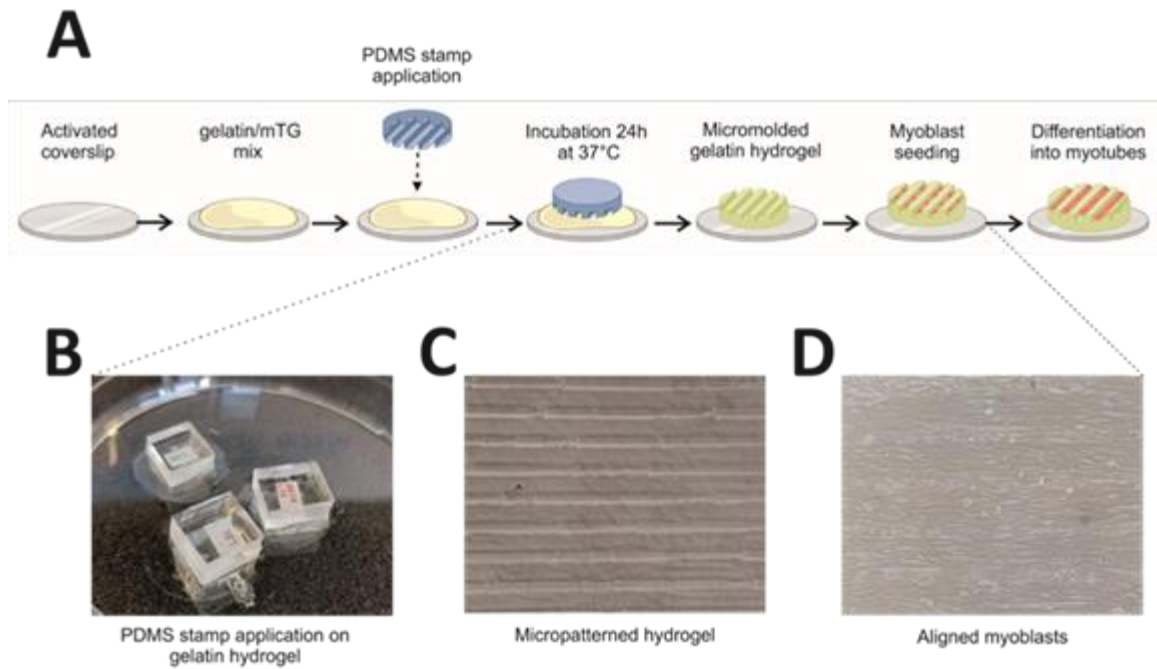 A
PDMS stamp
application
Activated
coverslip
gelatin/mTG
mix
Incubation 24h
at 37°C
Micromolded
gelatin hydrogel
Myoblast
seeding
Differentiation
into myotubes
B
C
D
PDMS stamp application on
gelatin hydrogel
Micropatterned hydrogel
Aligned myoblasts